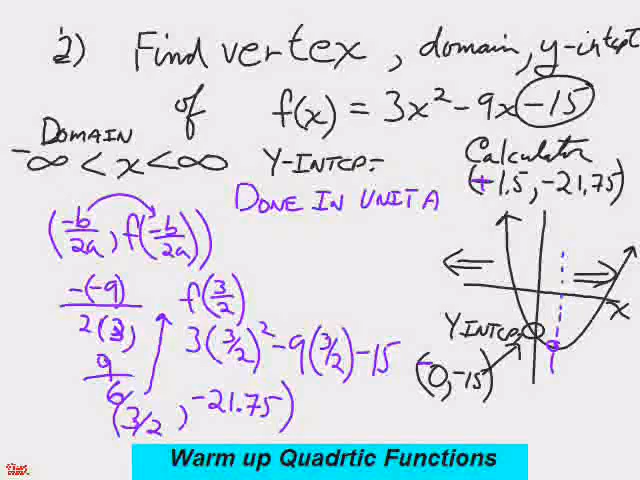 2) Find vertex, domain, y-intcpt
of f(x) = 3x² - 9x - 15
DOMAIN
-∞ < x < ∞
Y-INTCP:
Calculator
(+1.5, -21.75)
DONE IN UNIT A
(-b/2a, f(-b/2a))
-(-9)/2(3)
f(3/2)
3(3/2)² - 9(3/2) - 15
9/6
(3/2, -21.75)
X
Y INTCP:
(0, -15)
Warm up Quadrtic Functions